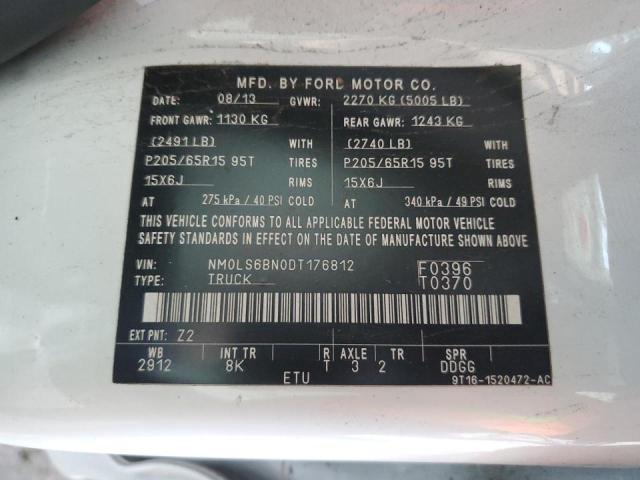 MFD. BY FORD MOTOR CO.
DATE: 08/13 GVWR: 2270 KG (5005 LB)
FRONT GAWR: 1130 KG REAR GAWR: 1243 KG
(2491 LB) WITH (2740 LB) WITH
P205/65R15 95T TIRES P205/65R15 95T TIRES
15X6J RIMS 15X6J RIMS
AT 275 kPa / 40 PSI COLD AT 340 kPa / 49 PSI COLD
THIS VEHICLE CONFORMS TO ALL APPLICABLE FEDERAL MOTOR VEHICLE
SAFETY STANDARDS IN EFFECT ON THE DATE OF MANUFACTURE SHOWN ABOVE.
VIN: NM0LS6BN0DT176812 F0396
TYPE: TRUCK T0370
EXT PNT: Z2
WB INT TR R AXLE TR SPR
2912 8K T 3 2 DDGG
ETU 9T16-1520472-AC